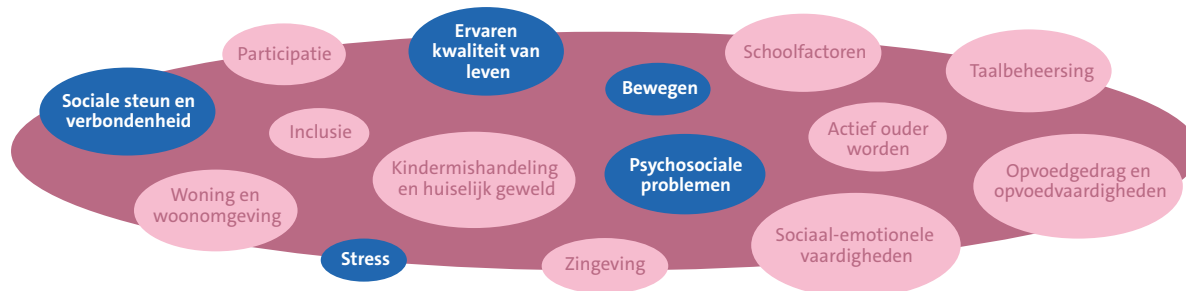 Participatie
Ervaren
kwaliteit van
leven
Schoolfactoren
Taalbeheersing
Sociale steun en
verbondenheid
Bewegen
Inclusie
Actief ouder
worden
Kindermishandeling
en huiselijk geweld
Psychosociale
problemen
Opvoedgedrag en
opvoedvaardigheden
Woning en
woonomgeving
Stress
Zingeving
Sociaal-emotionele
vaardigheden